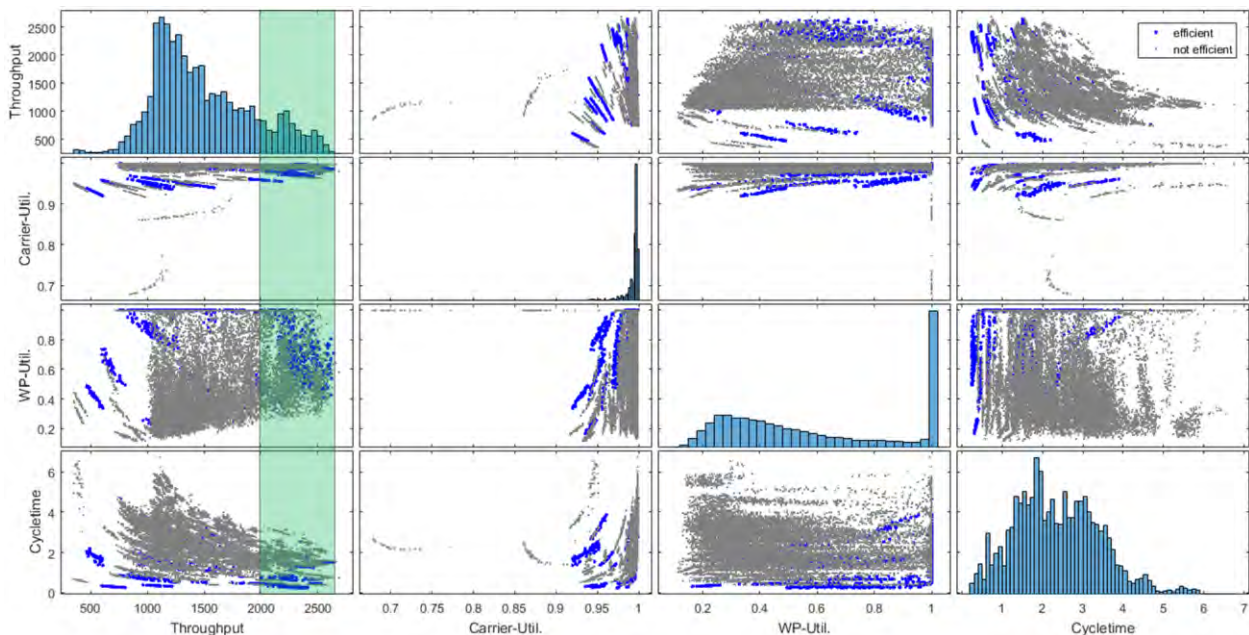 2500
2000
1500
1000
500
Throughput
efficient
not efficient
0.9
0.8
0.7
Carrier-Util.
0.8
0.6
0.4
0.2
WP-Util.
6
4
2
0
Cycletime
500 1000 1500 2000 2500
0.7 0.75 0.8 0.85 0.9 0.95 1
0.2 0.4 0.6 0.8 1
1 2 3 4 5 6 7
Throughput Carrier-Util. WP-Util. Cycletime